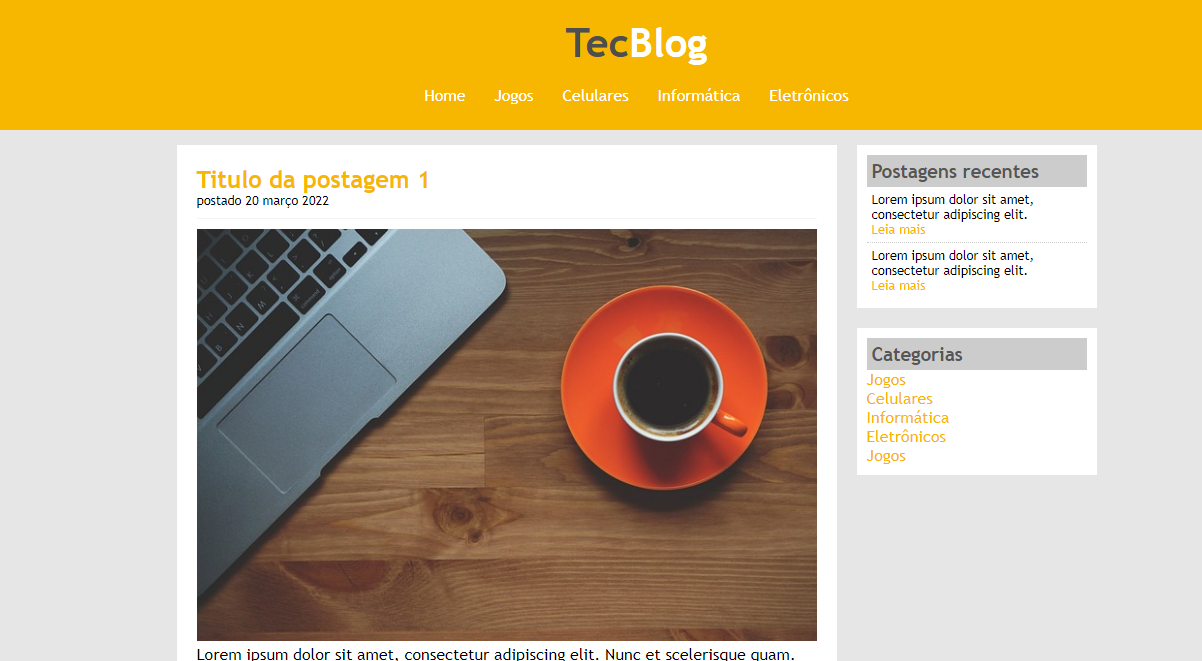 TecBlog
Home Jogos Celulares Informática Eletrônicos
Titulo da postagem 1
postado 20 março 2022
Lorem ipsum dolor sit amet, consectetur adipiscing elit. Nunc et scelerisque quam.
Postagens recentes
Lorem ipsum dolor sit amet,
consectetur adipiscing elit.
Leia mais
Lorem ipsum dolor sit amet,
consectetur adipiscing elit.
Leia mais
Categorias
Jogos
Celulares
Informática
Eletrônicos
Jogos